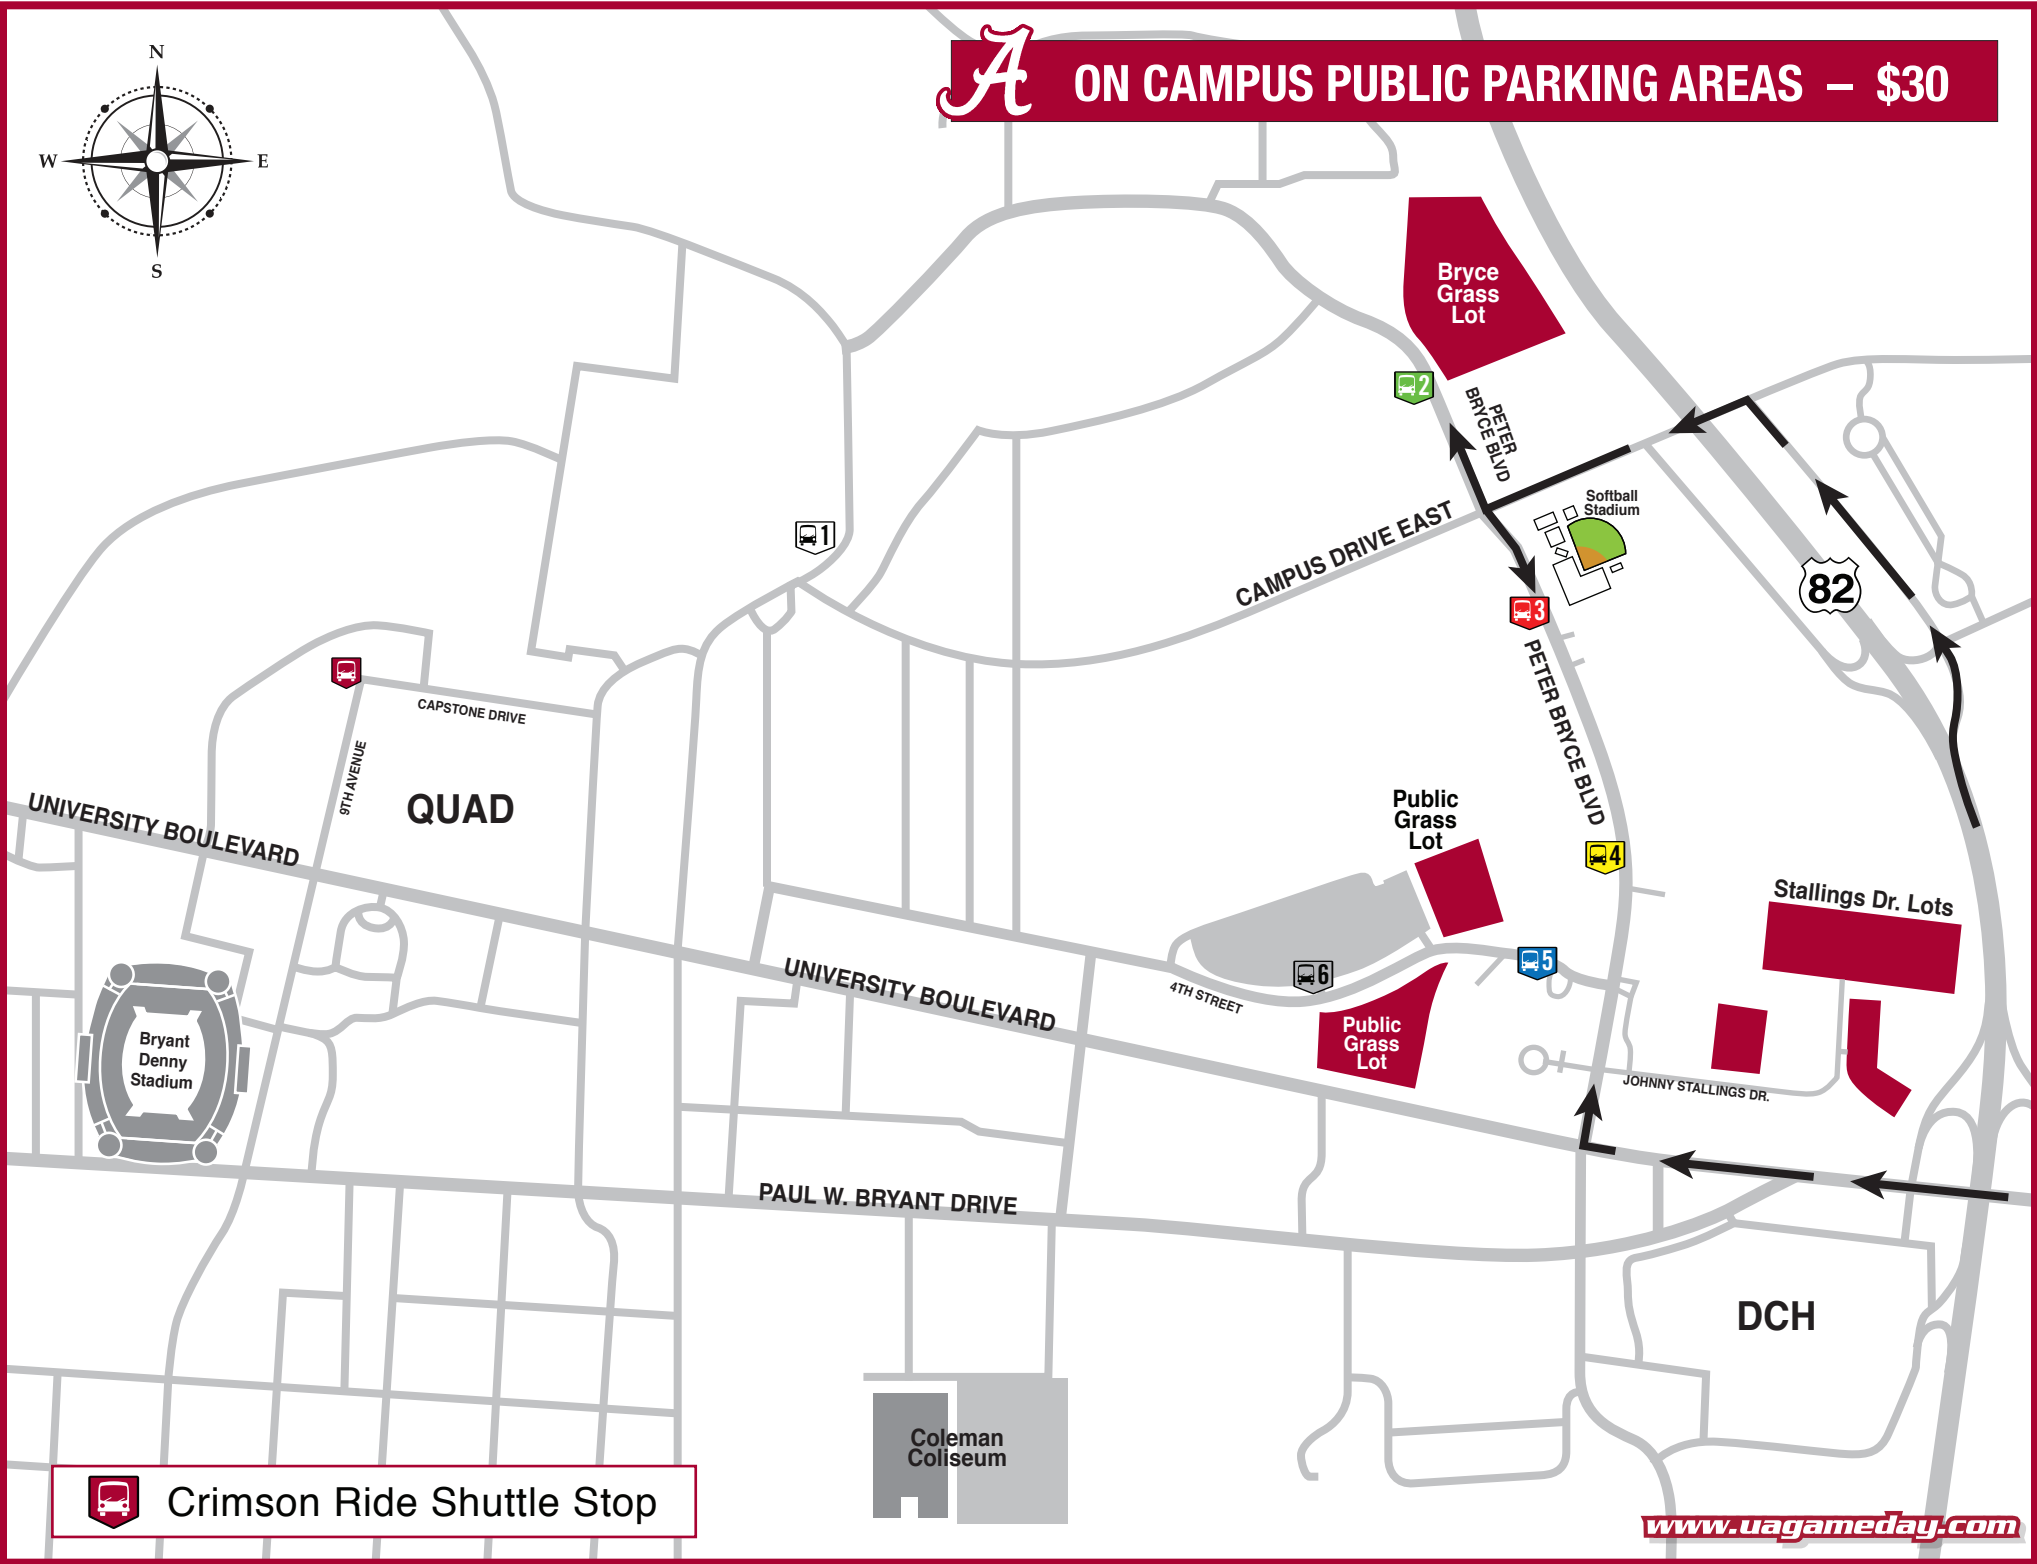 N
W
E
S
A
ON CAMPUS PUBLIC PARKING AREAS – $30
Bryce
Grass
Lot
2
PETER
BRYCE BLVD
Softball
Stadium
1
CAMPUS DRIVE EAST
82
3
PETER BRYCE BLVD
CAPSTONE DRIVE
9TH AVENUE
QUAD
UNIVERSITY BOULEVARD
Public
Grass
Lot
4
Stallings Dr. Lots
5
6
4TH STREET
UNIVERSITY BOULEVARD
Public
Grass
Lot
Bryant
Denny
Stadium
JOHNNY STALLINGS DR.
PAUL W. BRYANT DRIVE
DCH
Coleman
Coliseum
Crimson Ride Shuttle Stop
www.uagameday.com